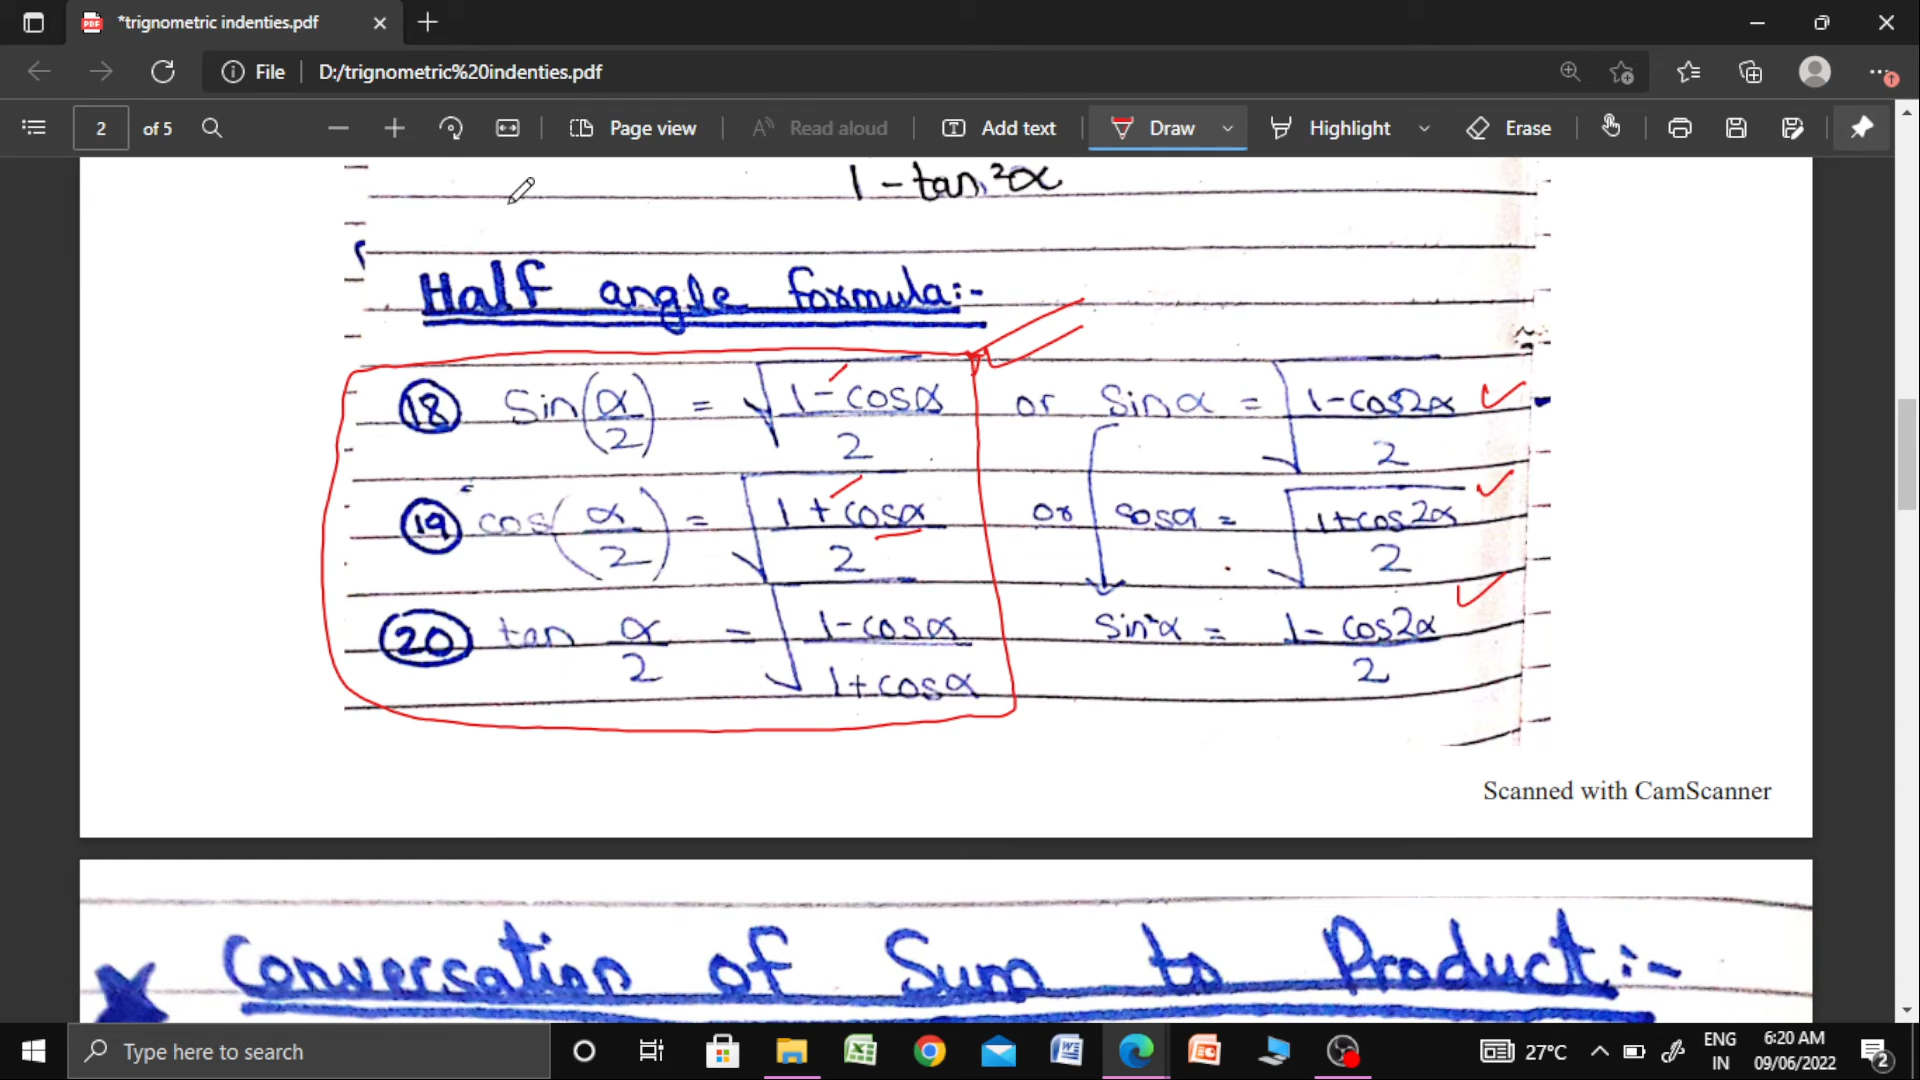 *trignometric indenties.pdf
File D:/trignometric%20indenties.pdf
2 of 5 Page view Read aloud Add text Draw Highlight Erase
1 - tan²α
Half angle formula:-
18 Sin(α/2) = √(1-cosα/2) or Sinα = √(1-cos2α/2)
19 cos(α/2) = √(1+cosα/2) or cosα = √(1+cos2α/2)
20 tan α/2 = √(1-cosα/1+cosα) Sin²α = 1-cos2α/2
Scanned with CamScanner
Conversation of Sum to Product:-
Type here to search 27°C ENG IN 6:20 AM 09/06/2022 2